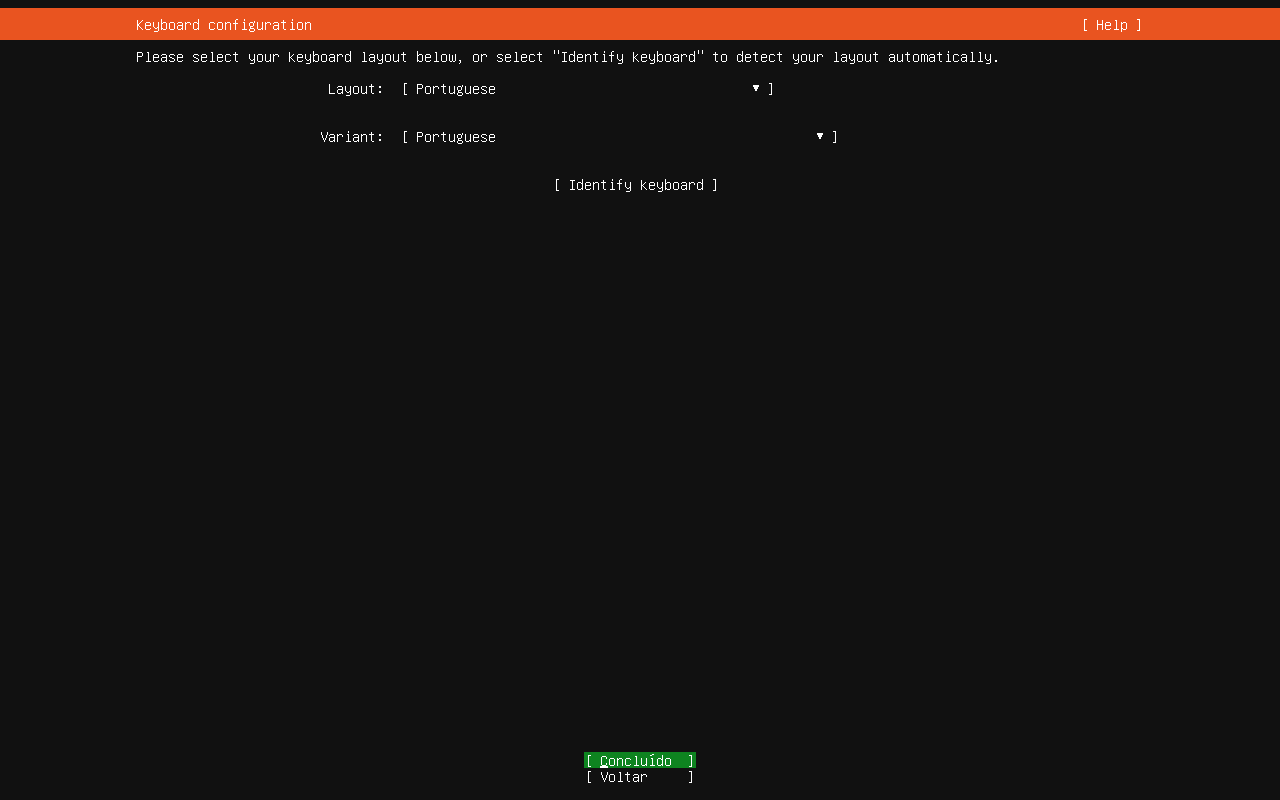 Keyboard configuration [ Help ]
Please select your keyboard layout below, or select "Identify keyboard" to detect your layout automatically.
Layout: [ Portuguese ▾ ]
Variant: [ Portuguese ▾ ]
[ Identify keyboard ]
[ Concluído ]
[ Voltar ]